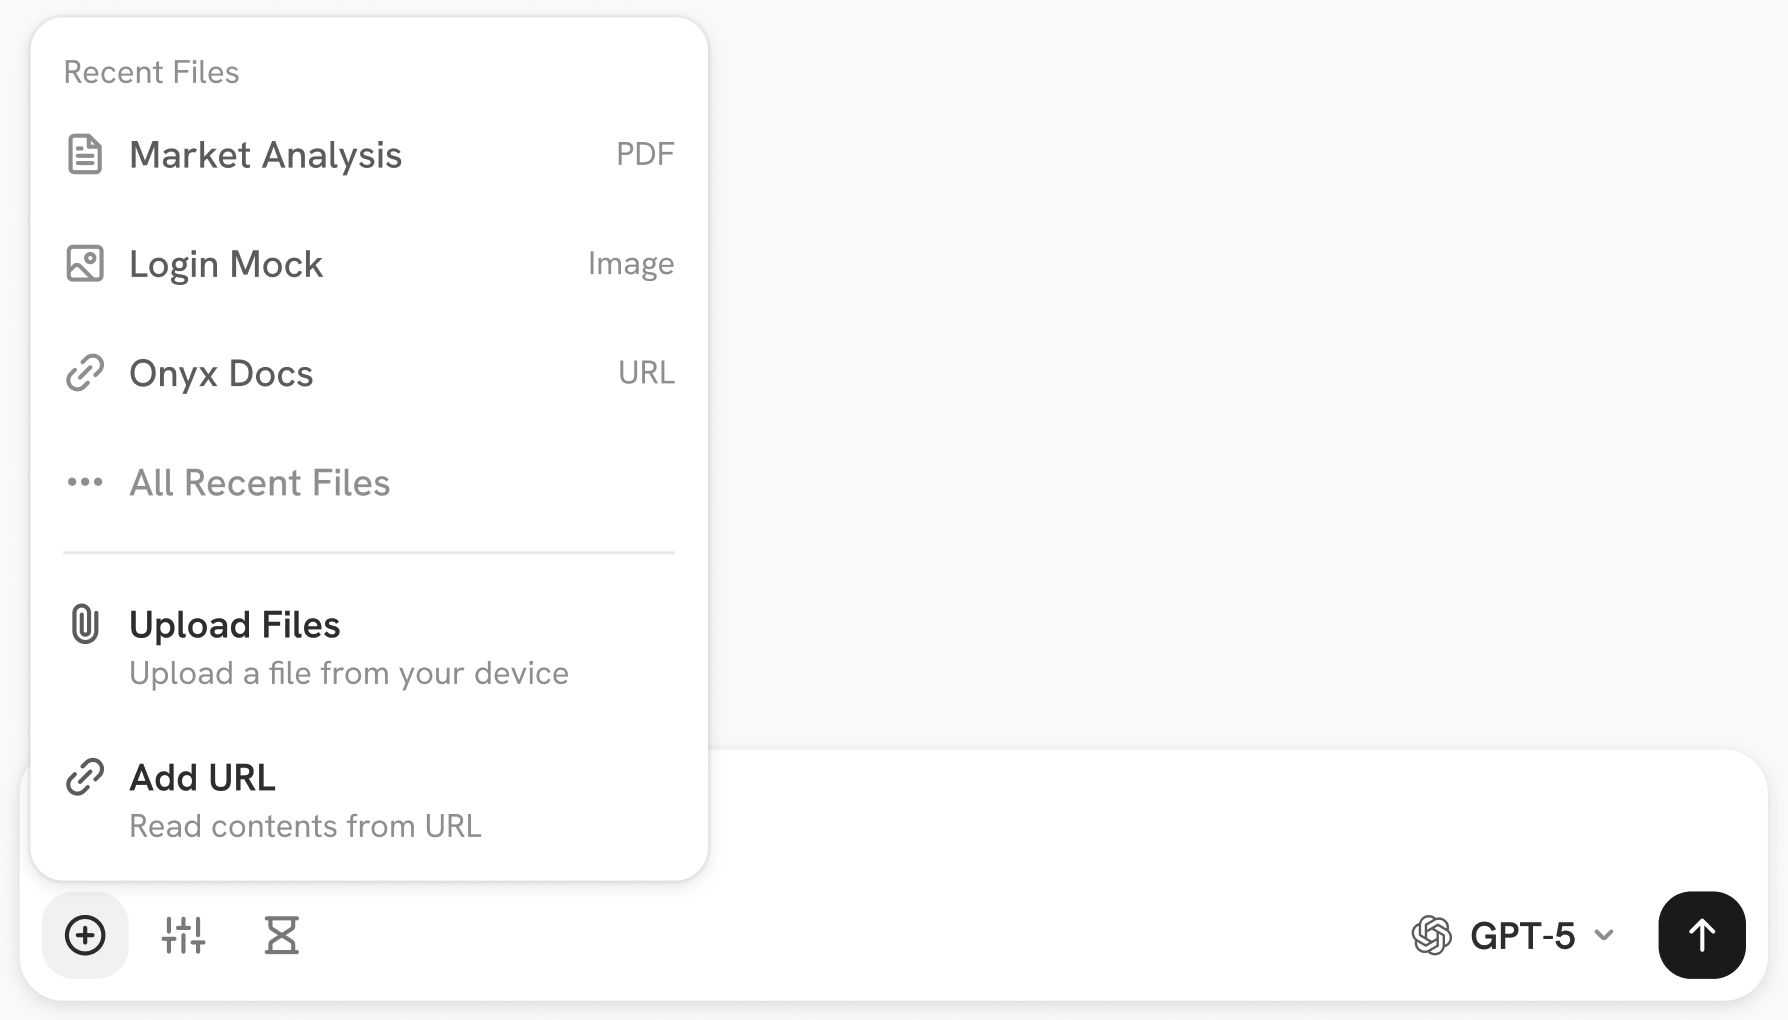 Recent Files
Market Analysis PDF
Login Mock Image
Onyx Docs URL
All Recent Files
Upload Files
Upload a file from your device
Add URL
Read contents from URL
GPT-5